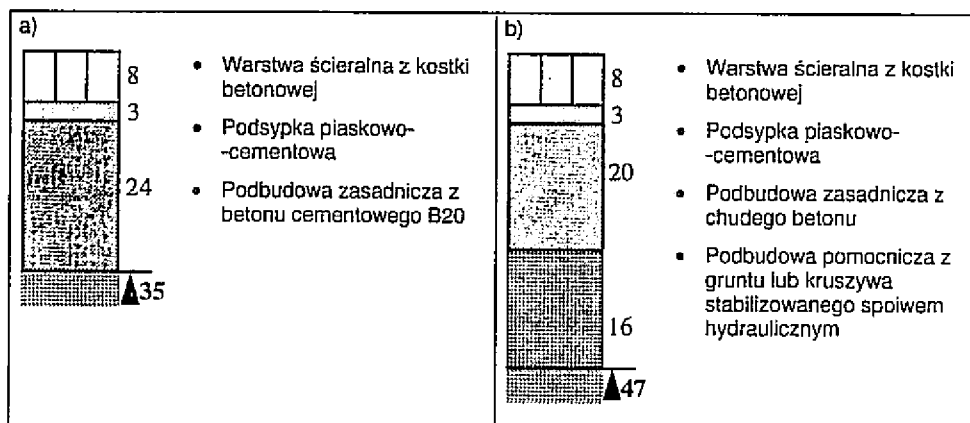 a)
8
3
24
35
• Warstwa ścieralna z kostki
betonowej
• Podsypka piaskowo-
-cementowa
• Podbudowa zasadnicza z
betonu cementowego B20
b)
8
3
20
16
47
• Warstwa ścieralna z kostki
betonowej
• Podsypka piaskowo-
-cementowa
• Podbudowa zasadnicza z
chudego betonu
• Podbudowa pomocnicza z
gruntu lub kruszywa
stabilizowanego spoiwem
hydraulicznym